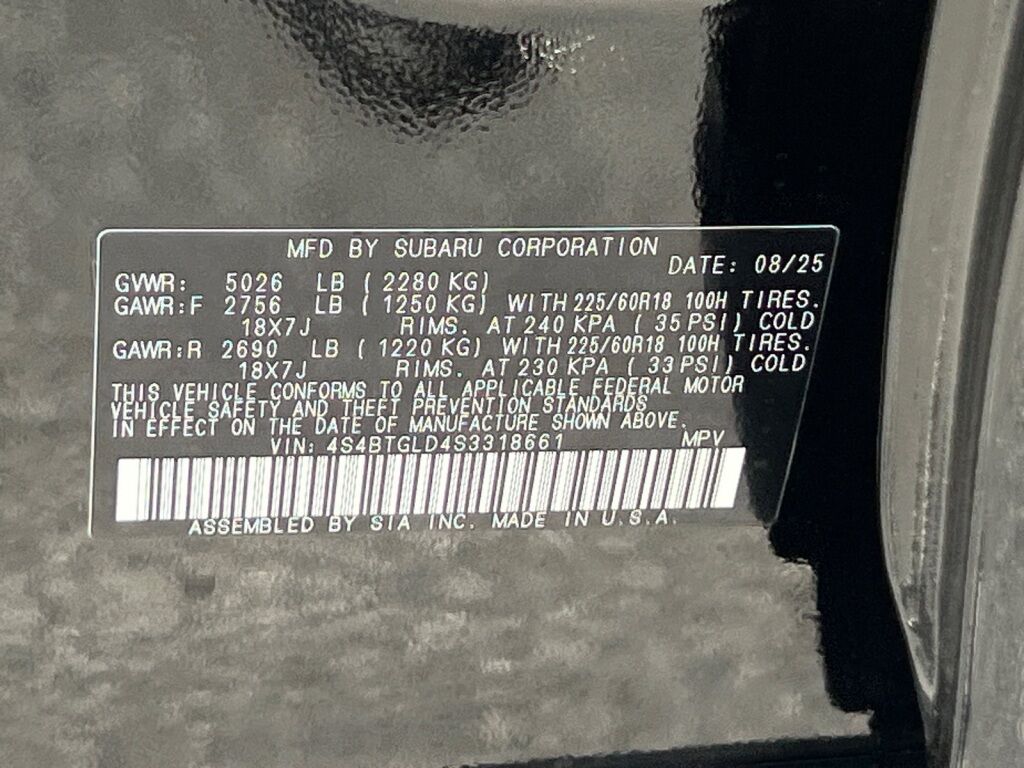 MFD BY SUBARU CORPORATION
DATE: 08/25
GVWR: 5026 LB ( 2280 KG)
GAWR:F 2756 LB ( 1250 KG) WITH 225/60R18 100H TIRES.
18X7J RIMS. AT 240 KPA ( 35 PSI) COLD
GAWR:R 2690 LB ( 1220 KG) WITH 225/60R18 100H TIRES.
18X7J RIMS. AT 230 KPA ( 33 PSI) COLD
THIS VEHICLE CONFORMS TO ALL APPLICABLE FEDERAL MOTOR
VEHICLE SAFETY AND THEFT PREVENTION STANDARDS
IN EFFECT ON THE DATE OF MANUFACTURE SHOWN ABOVE.
VIN: 4S4BTGLD4S3318661 MPV
ASSEMBLED BY SIA INC. MADE IN U.S.A.